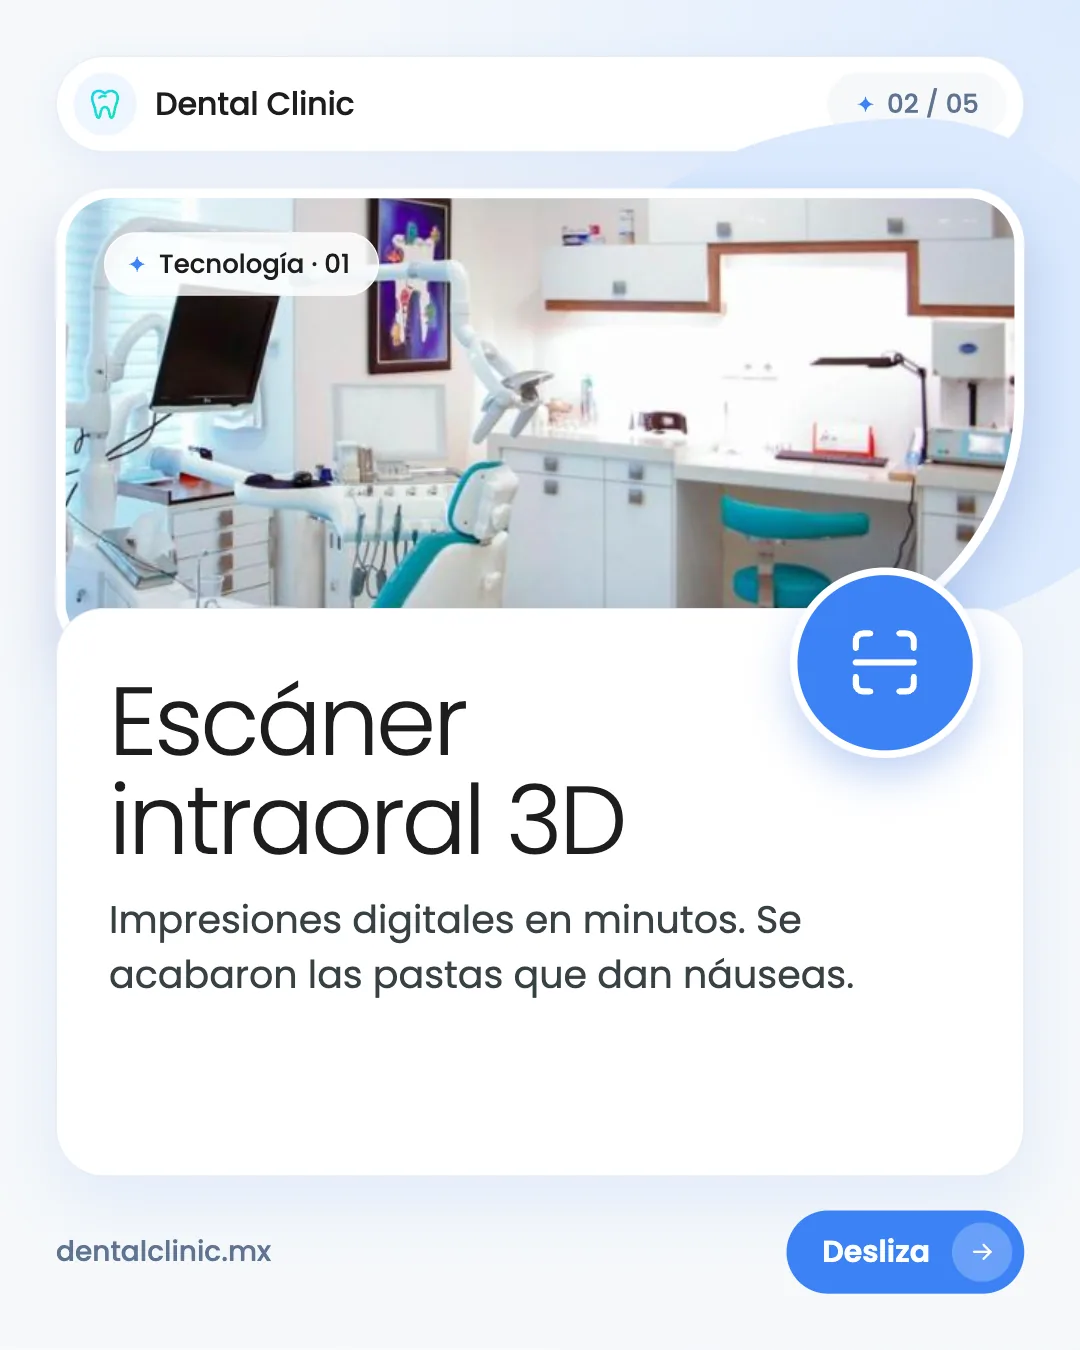 Dental Clinic
✦ 02 / 05
✦ Tecnología · 01
Escáner
intraoral 3D
Impresiones digitales en minutos. Se
acabaron las pastas que dan náuseas.
dentalclinic.mx
Desliza →